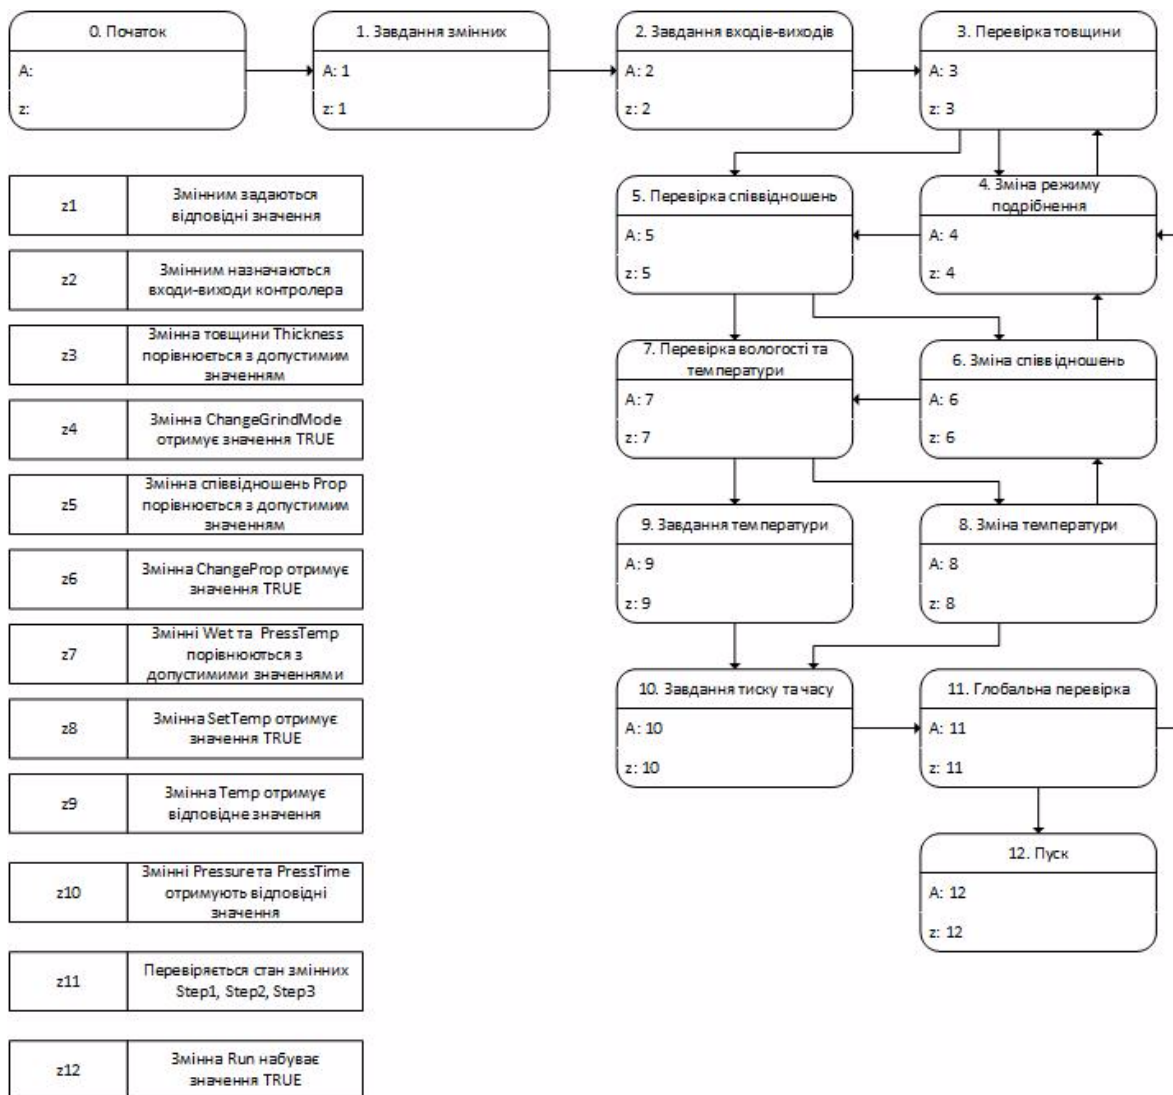 0. Початок
A:
z:
1. Завдання змінних
A: 1
z: 1
2. Завдання входів-виходів
A: 2
z: 2
3. Перевірка товщини
A: 3
z: 3
5. Перевірка співвідношень
A: 5
z: 5
4. Зміна режиму
подрібнення
A: 4
z: 4
7. Перевірка вологості та
температури
A: 7
z: 7
6. Зміна співвідношень
A: 6
z: 6
9. Завдання температури
A: 9
z: 9
8. Зміна температури
A: 8
z: 8
10. Завдання тиску та часу
A: 10
z: 10
11. Глобальна перевірка
A: 11
z: 11
12. Пуск
A: 12
z: 12
z1
Змінним задаються
відповідні значення
z2
Змінним назначаються
входи-виходи контролера
z3
Змінна товщини Thickness
порівнюється з допустимим
значенням
z4
Змінна ChangeGrindMode
отримує значення TRUE
z5
Змінна співвідношень Prop
порівнюється з допустимим
значенням
z6
Змінна ChangeProp отримує
значення TRUE
z7
Змінні Wet та PressTemp
порівнюються з
допустимими значеннями
z8
Змінна SetTemp отримує
значення TRUE
z9
Змінна Temp отримує
відповідне значення
z10
Змінні Pressure та PressTime
отримують відповідні
значення
z11
Перевіряється стан змінних
Step1, Step2, Step3
z12
Змінна Run набуває
значення TRUE